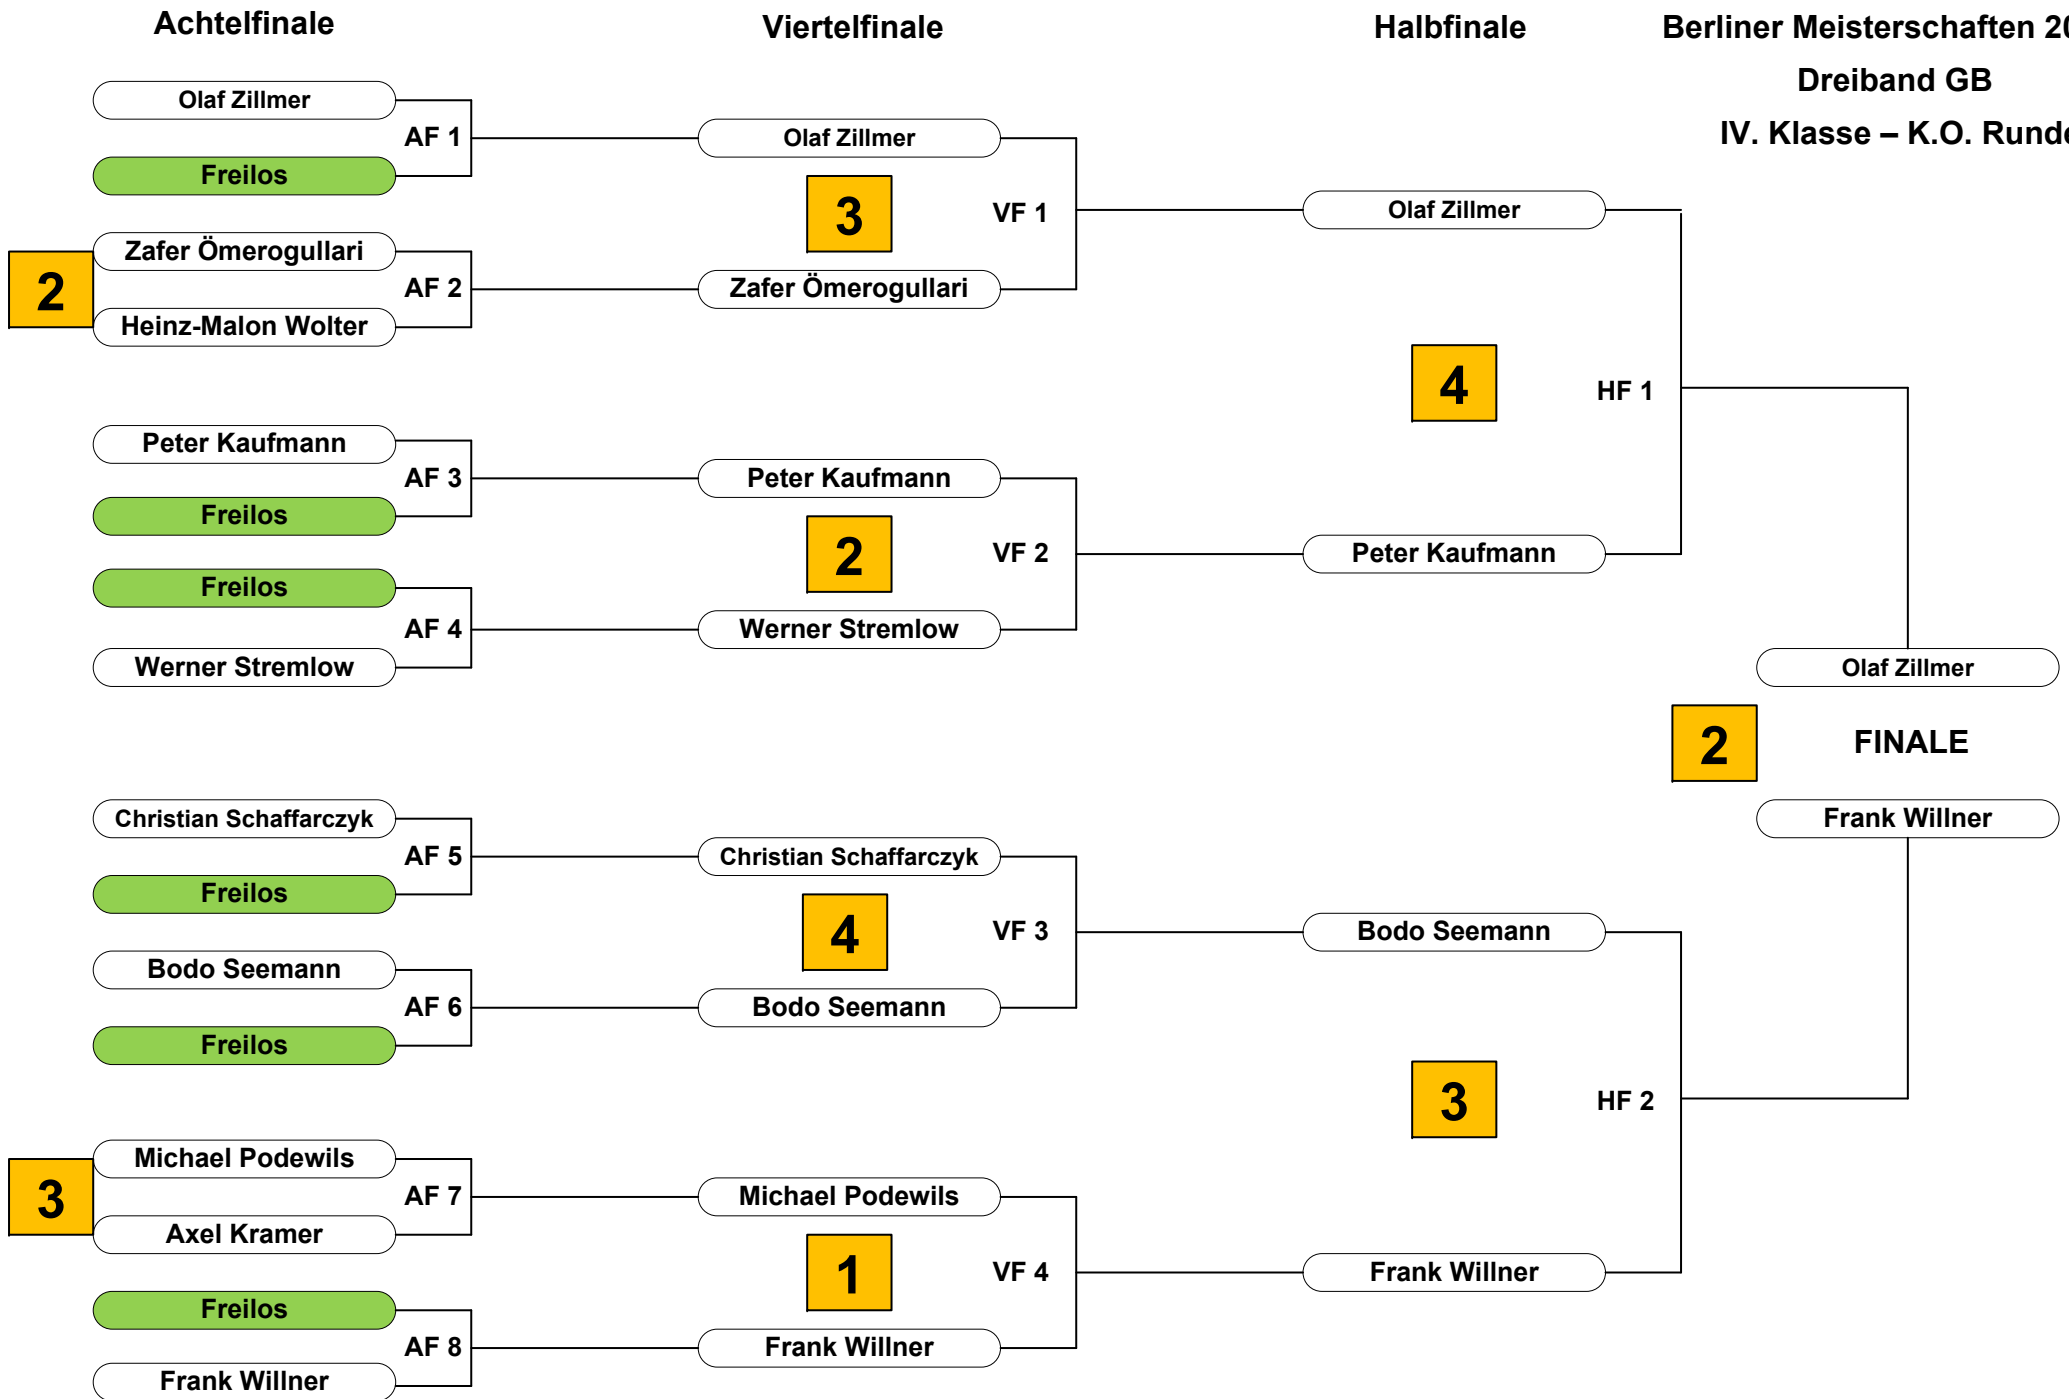 Achtelfinale
Viertelfinale
Halbfinale
Berliner Meisterschaften 20
Dreiband GB
IV. Klasse – K.O. Runde
Olaf Zillmer
AF 1
Freilos
Zafer Ömerogullari
2
AF 2
Heinz-Malon Wolter
Peter Kaufmann
AF 3
Freilos
Freilos
AF 4
Werner Stremlow
Christian Schaffarczyk
AF 5
Freilos
Bodo Seemann
AF 6
Freilos
Michael Podewils
3
AF 7
Axel Kramer
Freilos
AF 8
Frank Willner
Olaf Zillmer
3
VF 1
Zafer Ömerogullari
Peter Kaufmann
2
VF 2
Werner Stremlow
Christian Schaffarczyk
4
VF 3
Bodo Seemann
Michael Podewils
1
VF 4
Frank Willner
Olaf Zillmer
4
HF 1
Peter Kaufmann
Bodo Seemann
3
HF 2
Frank Willner
Olaf Zillmer
2
FINALE
Frank Willner